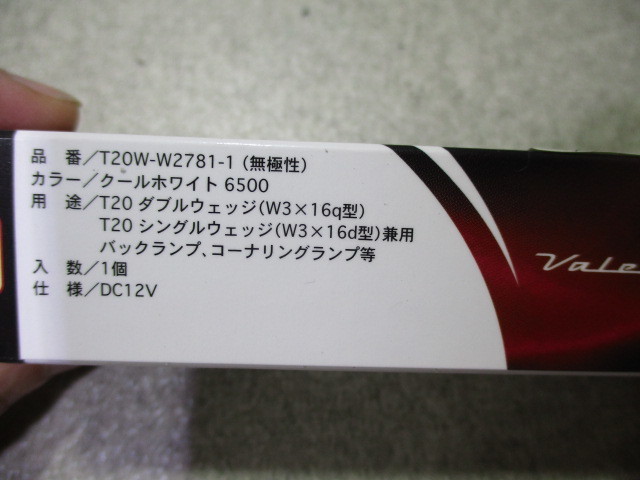 品 番/T20W-W2781-1 (無極性)
カラー/クールホワイト 6500
用 途/T20 ダブルウェッジ(W3×16q型)
T20 シングルウェッジ(W3×16d型)兼用
バックランプ、コーナリングランプ等
入 数/1個
仕 様/DC12V
Vale